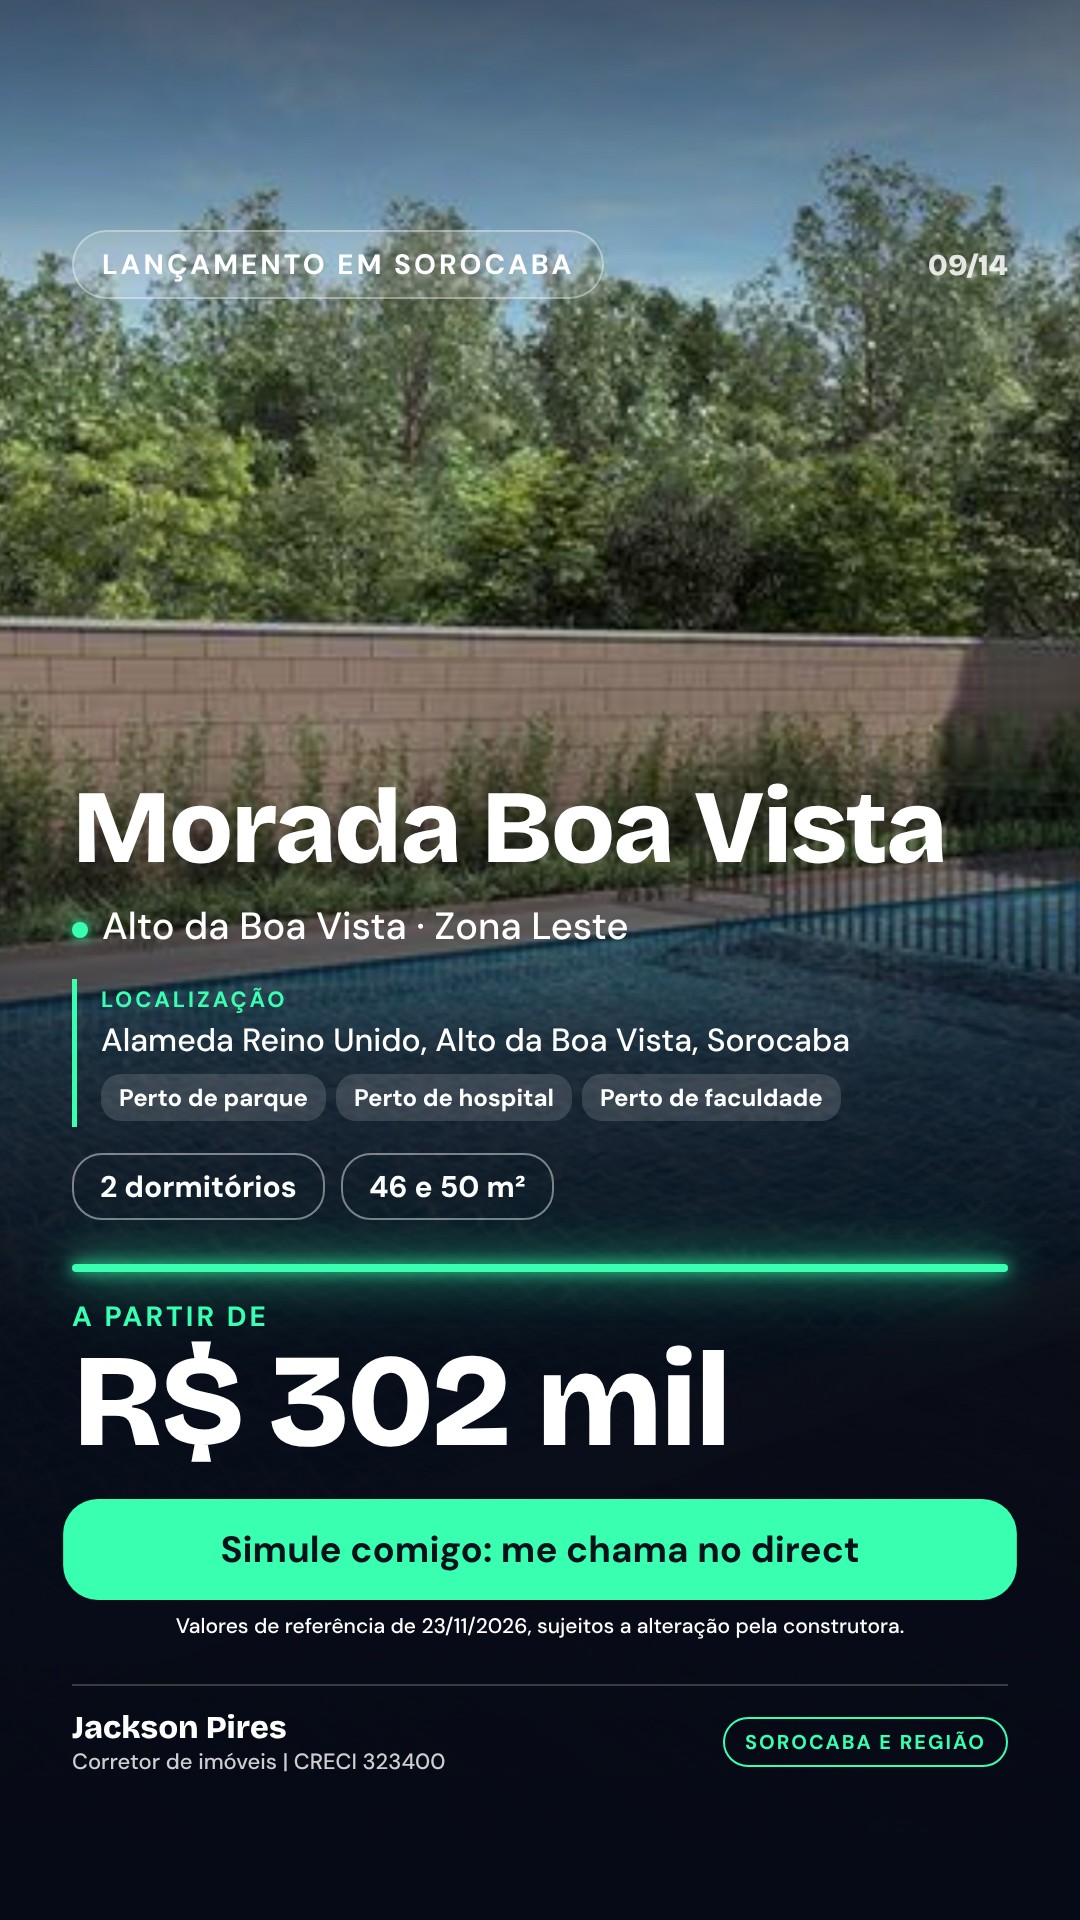 LANÇAMENTO EM SOROCABA
09/14
Morada Boa Vista
Alto da Boa Vista · Zona Leste
LOCALIZAÇÃO
Alameda Reino Unido, Alto da Boa Vista, Sorocaba
Perto de parque Perto de hospital Perto de faculdade
2 dormitórios 46 e 50 m²
A PARTIR DE
R$ 302 mil
Simule comigo: me chama no direct
Valores de referência de 23/11/2026, sujeitos a alteração pela construtora.
Jackson Pires
Corretor de imóveis | CRECI 323400
SOROCABA E REGIÃO